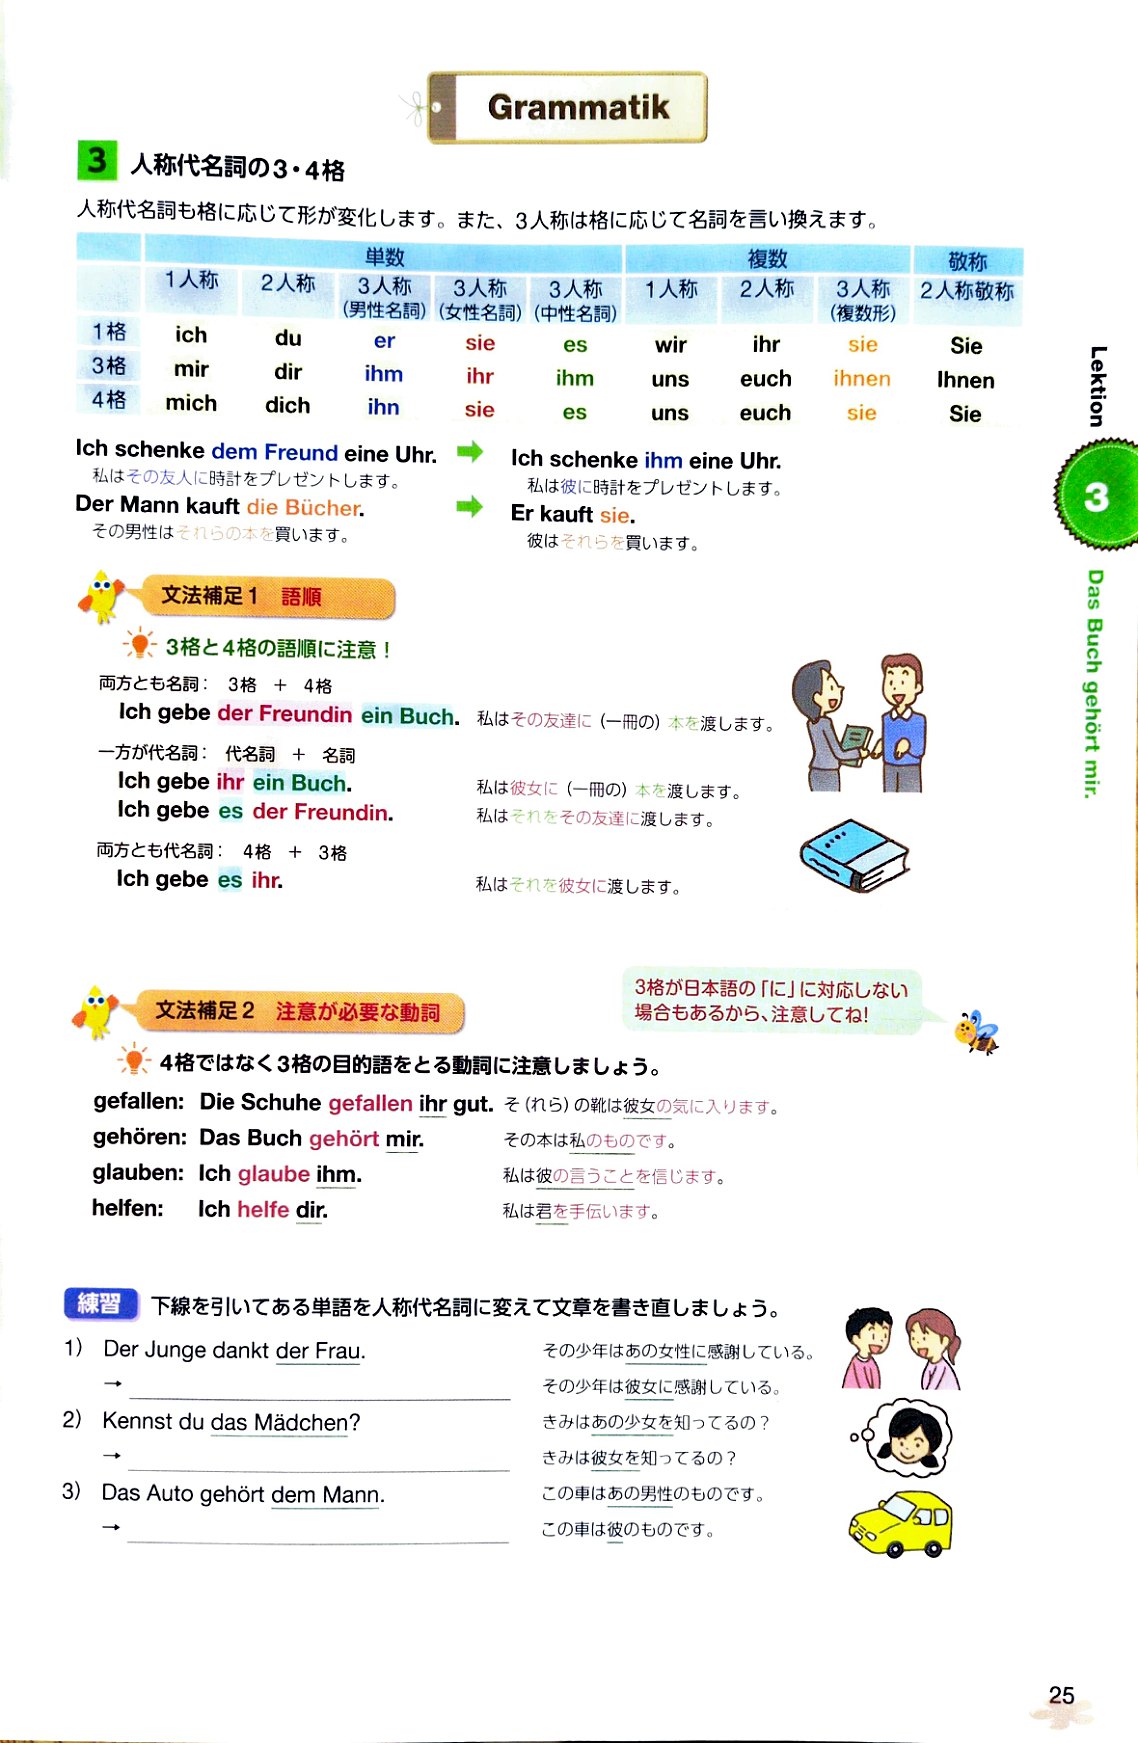 Grammatik
3 人称代名詞の3・4格
人称代名詞も格に応じて形が変化します。また、3人称は格に応じて名詞を言い換えます。
単数 複数 敬称
1人称 2人称 3人称(男性名詞) 3人称(女性名詞) 3人称(中性名詞) 1人称 2人称 3人称(複数形) 2人称敬称
1格 ich du er sie es wir ihr sie Sie
3格 mir dir ihm ihr ihm uns euch ihnen Ihnen
4格 mich dich ihn sie es uns euch sie Sie
Ich schenke dem Freund eine Uhr. ➡ Ich schenke ihm eine Uhr.
私はその友人に時計をプレゼントします。 私は彼に時計をプレゼントします。
Der Mann kauft die Bücher. ➡ Er kauft sie.
その男性はそれらの本を買います。 彼はそれらを買います。
文法補足1 語順
3格と4格の語順に注意！
両方とも名詞： 3格 ＋ 4格
Ich gebe der Freundin ein Buch. 私はその友達に（一冊の）本を渡します。
一方が代名詞： 代名詞 ＋ 名詞
Ich gebe ihr ein Buch. 私は彼女に（一冊の）本を渡します。
Ich gebe es der Freundin. 私はそれをその友達に渡します。
両方とも代名詞： 4格 ＋ 3格
Ich gebe es ihr. 私はそれを彼女に渡します。
文法補足2 注意が必要な動詞
3格が日本語の「に」に対応しない
場合もあるから、注意してね！
4格ではなく3格の目的語をとる動詞に注意しましょう。
gefallen: Die Schuhe gefallen ihr gut. そ（れら）の靴は彼女の気に入ります。
gehören: Das Buch gehört mir. その本は私のものです。
glauben: Ich glaube ihm. 私は彼の言うことを信じます。
helfen: Ich helfe dir. 私は君を手伝います。
練習 下線を引いてある単語を人称代名詞に変えて文章を書き直しましょう。
1) Der Junge dankt der Frau. その少年はあの女性に感謝している。
→ その少年は彼女に感謝している。
2) Kennst du das Mädchen? きみはあの少女を知ってるの？
→ きみは彼女を知ってるの？
3) Das Auto gehört dem Mann. この車はあの男性のものです。
→ この車は彼のものです。
Lektion
3
Das Buch gehört mir.
25